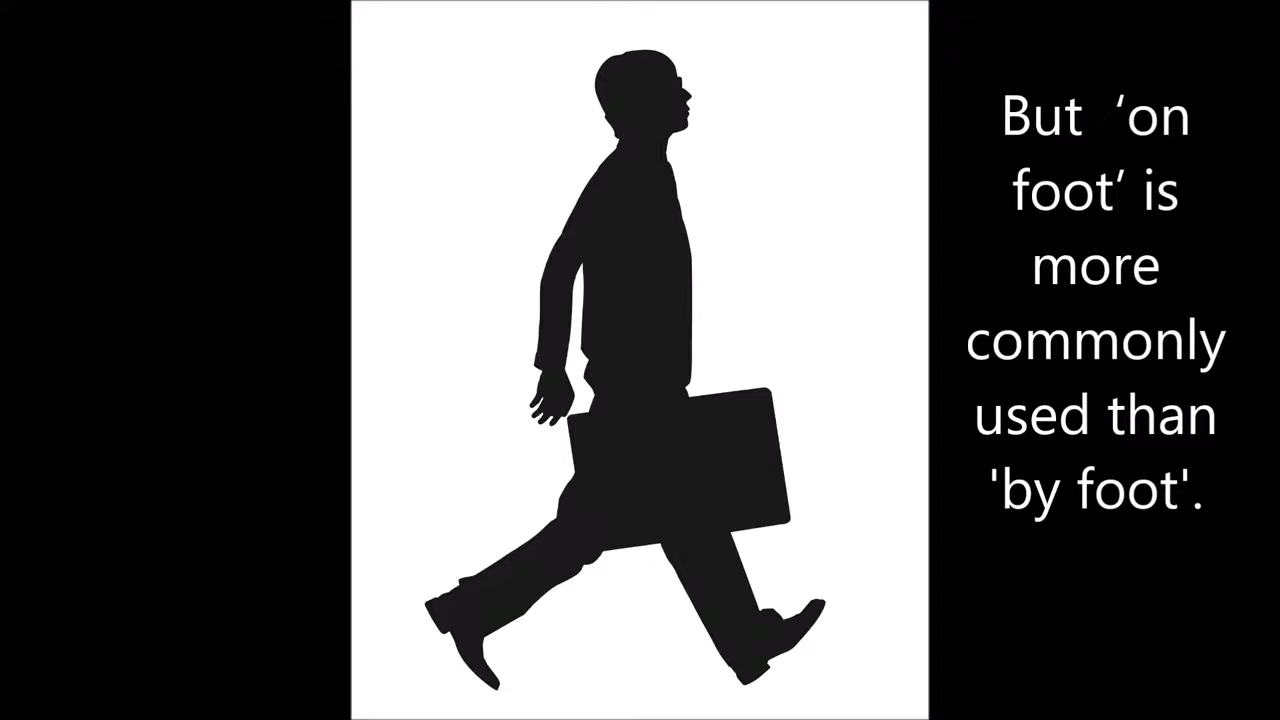 But ‘on
foot’ is
more
commonly
used than
'by foot'.